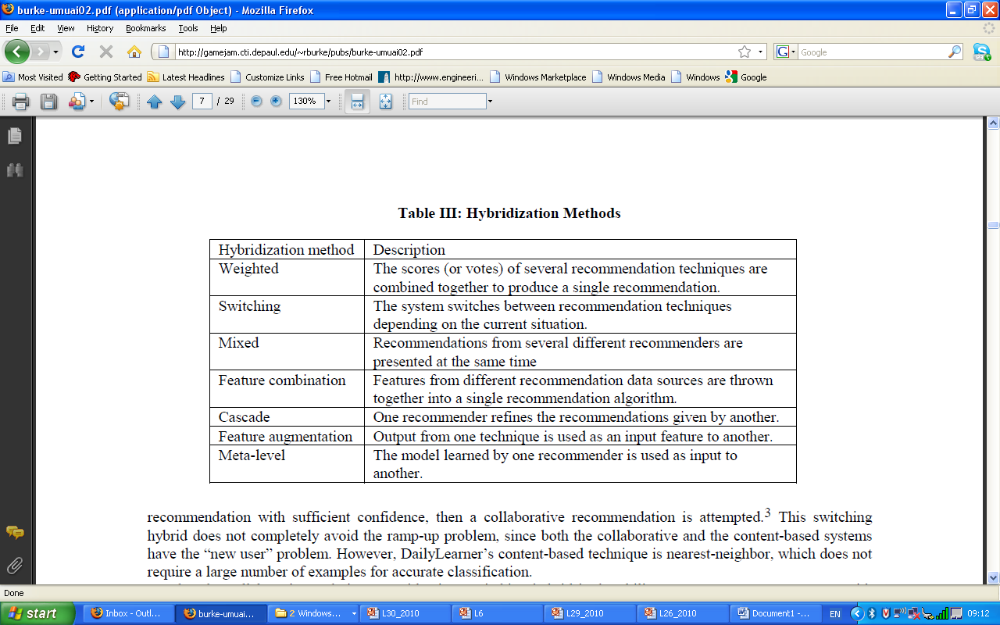 burke-umuai02.pdf (application/pdf Object) - Mozilla Firefox
File Edit View History Bookmarks Tools Help
http://gamejam.cti.depaul.edu/~rburke/pubs/burke-umuai02.pdf
Google
Most Visited Getting Started Latest Headlines Customize Links Free Hotmail http://www.engineeri... Windows Marketplace Windows Media Windows Google
7 / 29 130% Find
Table III: Hybridization Methods
Hybridization method Description
Weighted The scores (or votes) of several recommendation techniques are
combined together to produce a single recommendation.
Switching The system switches between recommendation techniques
depending on the current situation.
Mixed Recommendations from several different recommenders are
presented at the same time
Feature combination Features from different recommendation data sources are thrown
together into a single recommendation algorithm.
Cascade One recommender refines the recommendations given by another.
Feature augmentation Output from one technique is used as an input feature to another.
Meta-level The model learned by one recommender is used as input to
another.
recommendation with sufficient confidence, then a collaborative recommendation is attempted.3 This switching
hybrid does not completely avoid the ramp-up problem, since both the collaborative and the content-based systems
have the “new user” problem. However, DailyLearner’s content-based technique is nearest-neighbor, which does not
require a large number of examples for accurate classification.
Done
start Inbox - Outl... burke-umuai... 2 Windows... L30_2010 L6 L29_2010 L26_2010 Document1 -... EN 09:12